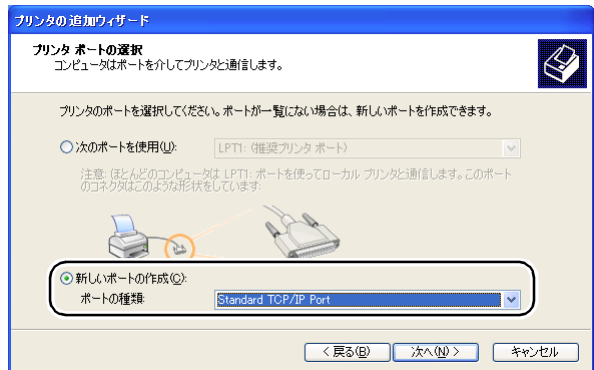 プリンタの追加ウィザード
プリンタ ポートの選択
コンピュータはポートを介してプリンタと通信します。
プリンタのポートを選択してください。ポートが一覧にない場合は、新しいポートを作成できます。
次のポートを使用(U): LPT1: (推奨プリンタ ポート)
注意: ほとんどのコンピュータは LPT1: ポートを使ってローカル プリンタと通信します。このポート
のコネクタはこのような形状をしています:
新しいポートの作成(C):
ポートの種類: Standard TCP/IP Port
< 戻る(B) 次へ(N) > キャンセル